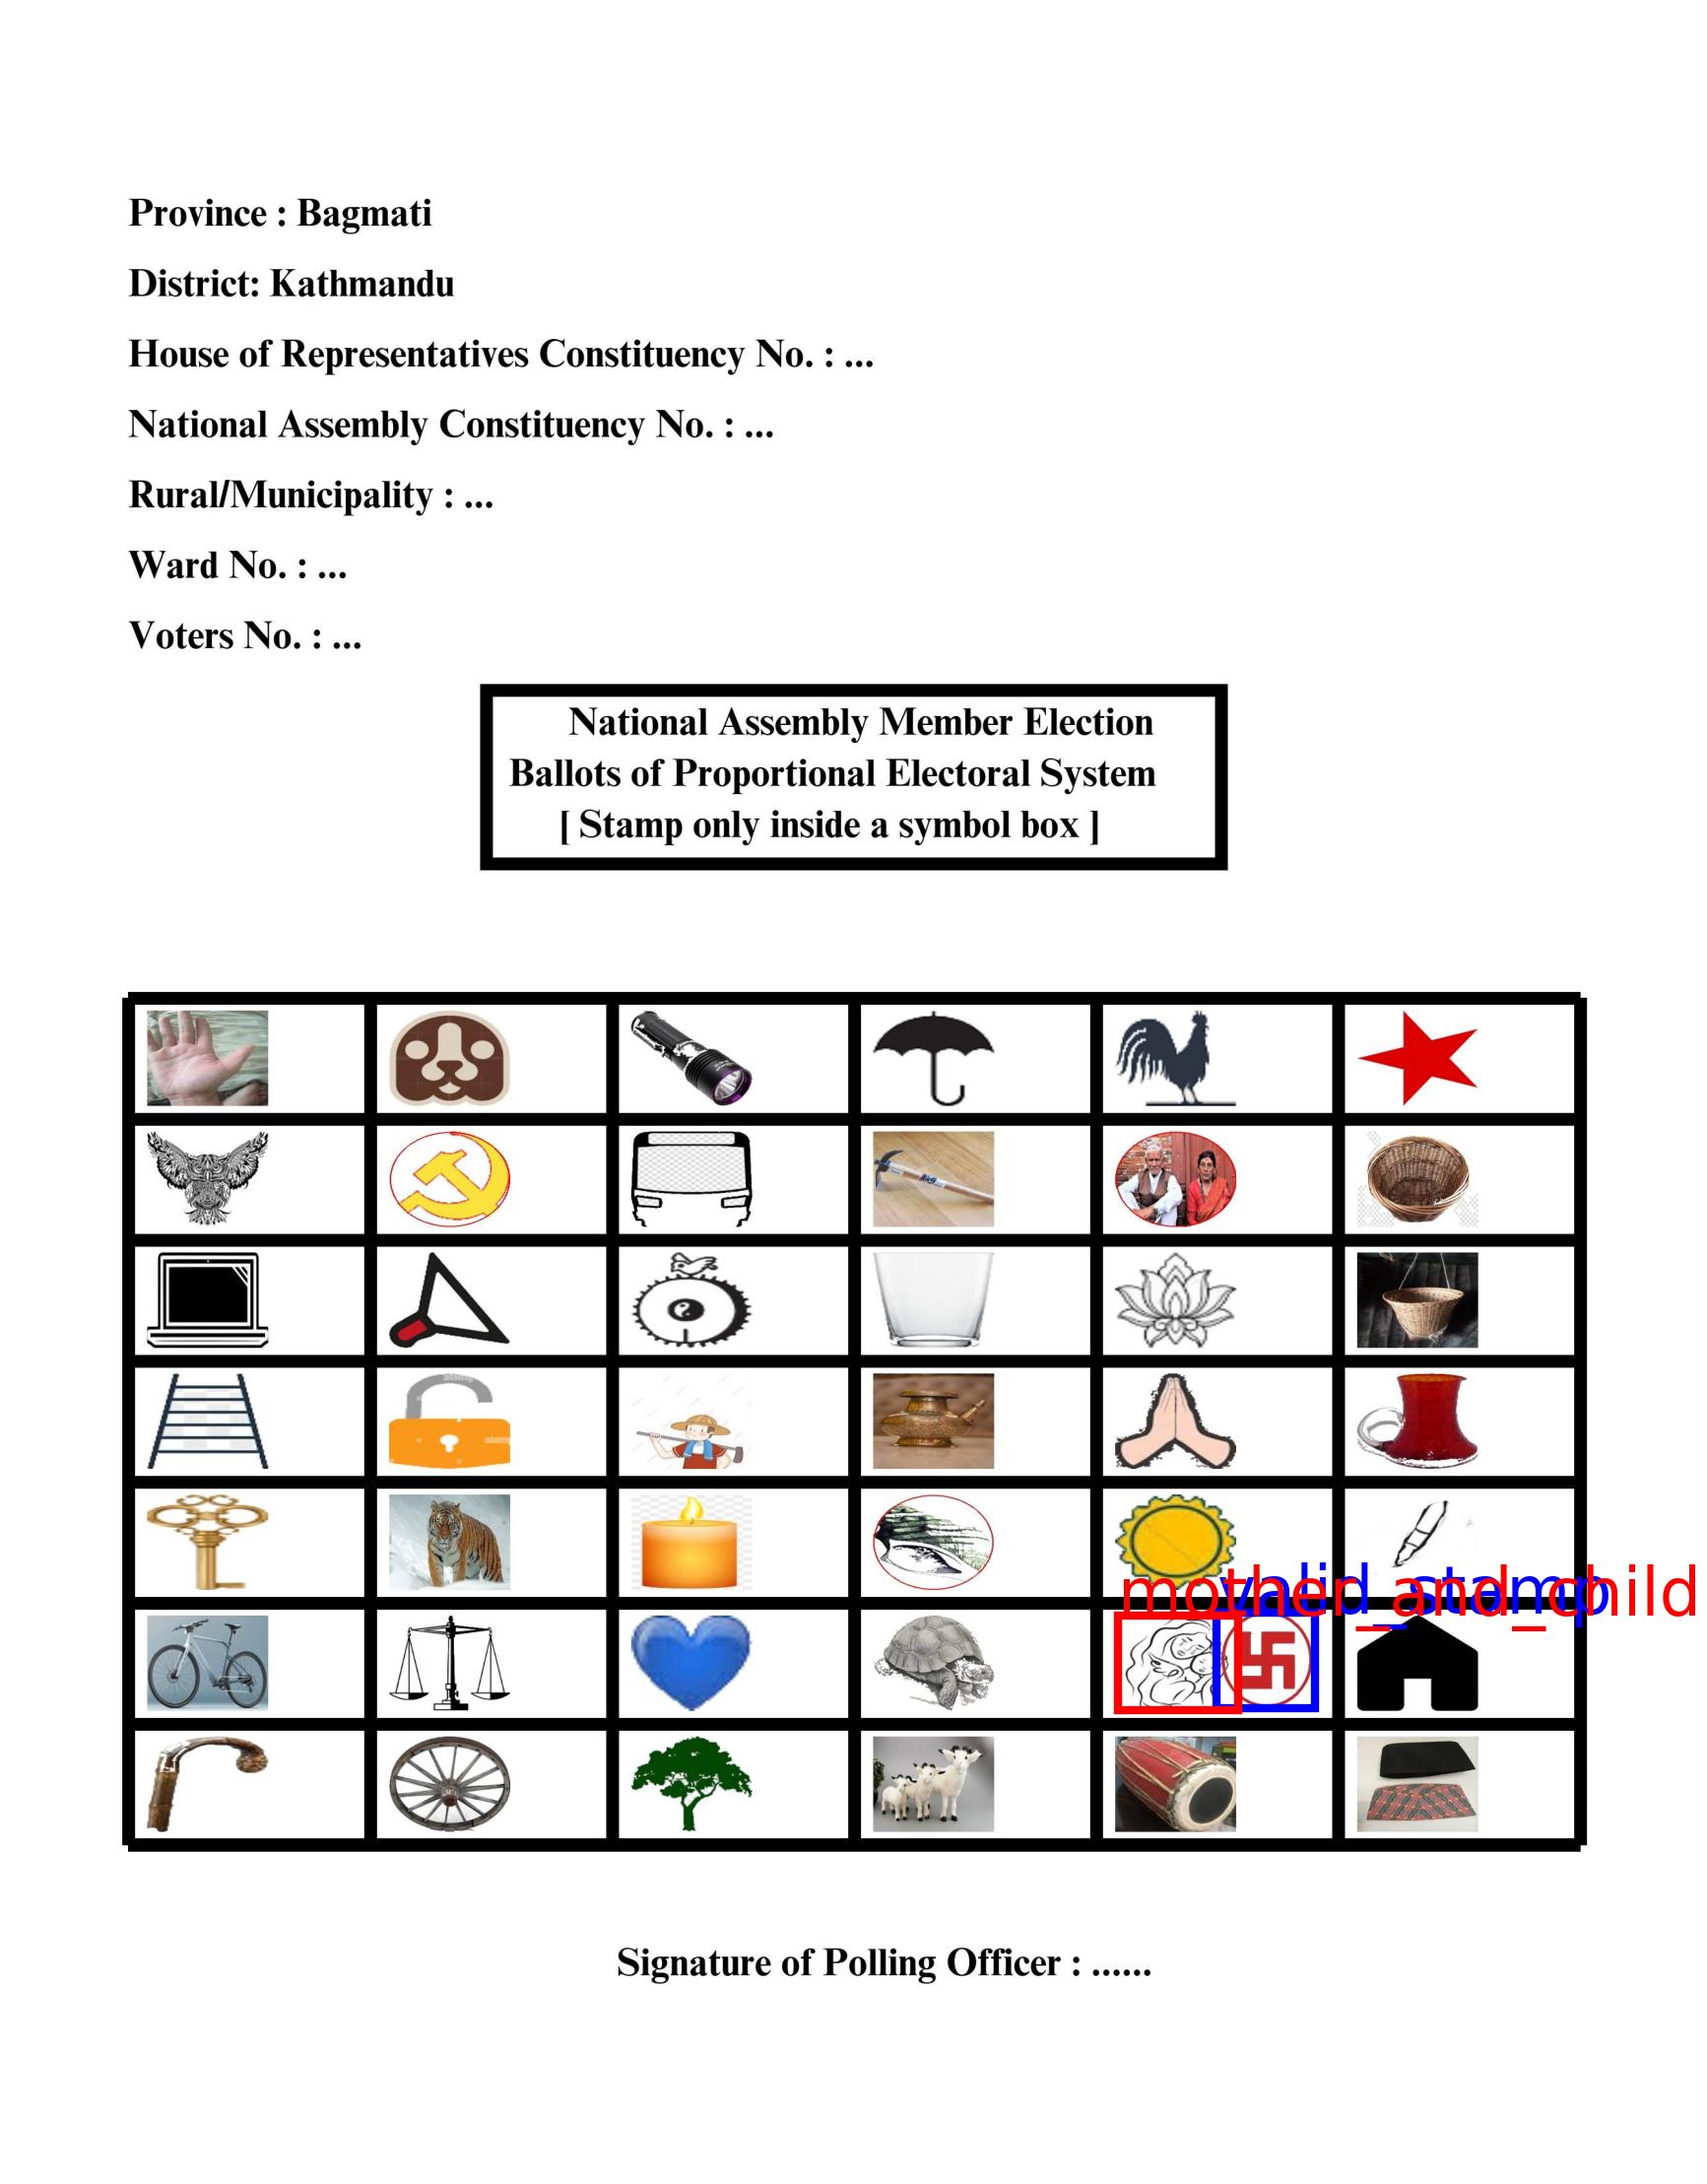 Province : Bagmati
District: Kathmandu
House of Representatives Constituency No. : ...
National Assembly Constituency No. : ...
Rural/Municipality : ...
Ward No. : ...
Voters No. : ...
National Assembly Member Election
Ballots of Proportional Electoral System
[ Stamp only inside a symbol box ]
valid_stamp
mother_and_child
Signature of Polling Officer : ......